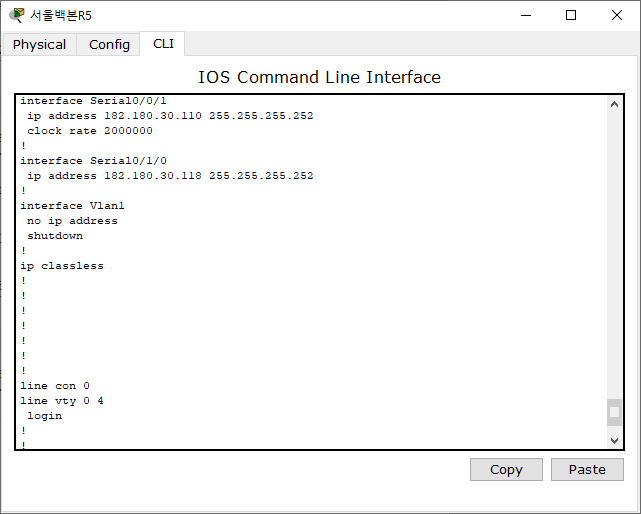 서울백본R5
Physical Config CLI
IOS Command Line Interface
interface Serial0/0/1
 ip address 182.180.30.110 255.255.255.252
 clock rate 2000000
!
interface Serial0/1/0
 ip address 182.180.30.118 255.255.255.252
!
interface Vlan1
 no ip address
 shutdown
!
ip classless
!
!
!
!
!
!
!
line con 0
line vty 0 4
 login
!
!
Copy Paste